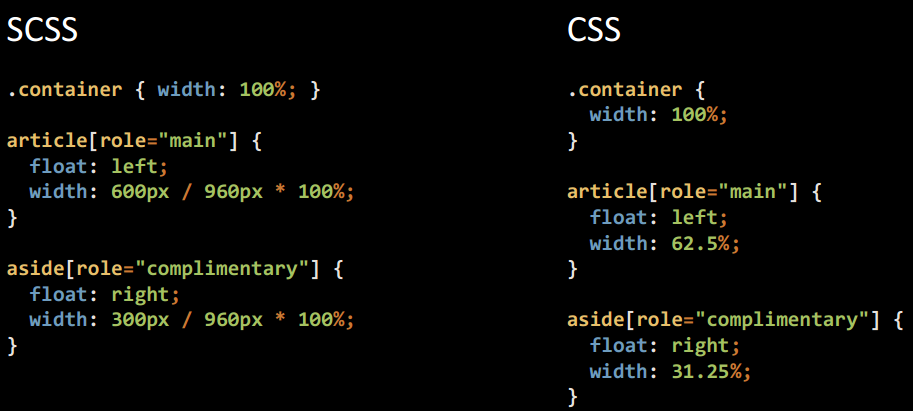 SCSS
.container { width: 100%; }
article[role="main"] {
  float: left;
  width: 600px / 960px * 100%;
}
aside[role="complimentary"] {
  float: right;
  width: 300px / 960px * 100%;
}
CSS
.container {
  width: 100%;
}
article[role="main"] {
  float: left;
  width: 62.5%;
}
aside[role="complimentary"] {
  float: right;
  width: 31.25%;
}